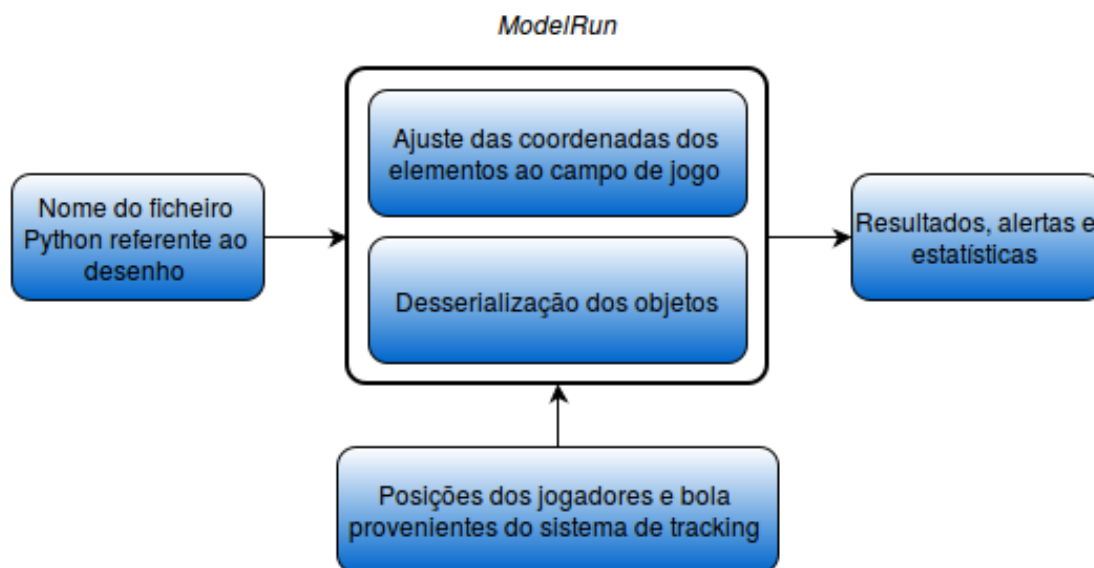 ModelRun
Ajuste das coordenadas dos
elementos ao campo de jogo
Nome do ficheiro
Python referente ao
desenho
Desserialização dos objetos
Resultados, alertas e
estatísticas
Posições dos jogadores e bola
provenientes do sistema de tracking